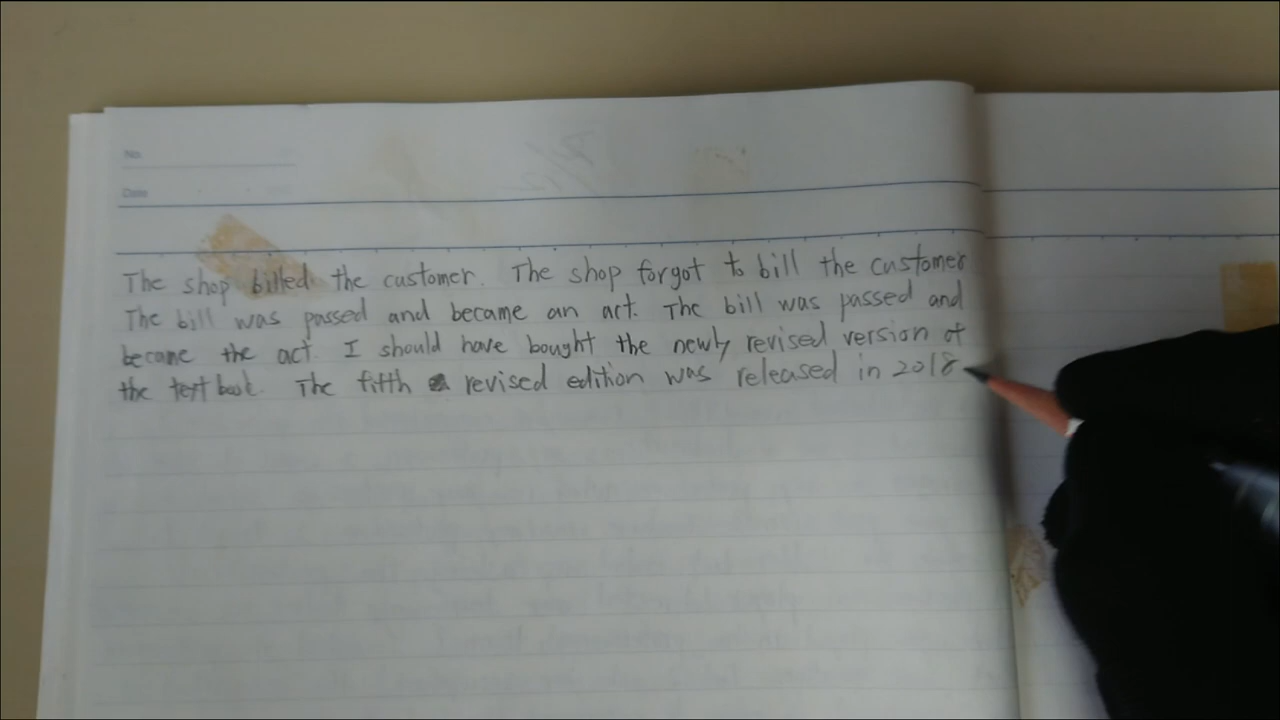 No.
Date
The shop billed the customer. The shop forgot to bill the customer
The bill was passed and became an act. The bill was passed and
became the act. I should have bought the newly revised version of
the text book. The fifth revised edition was released in 2018